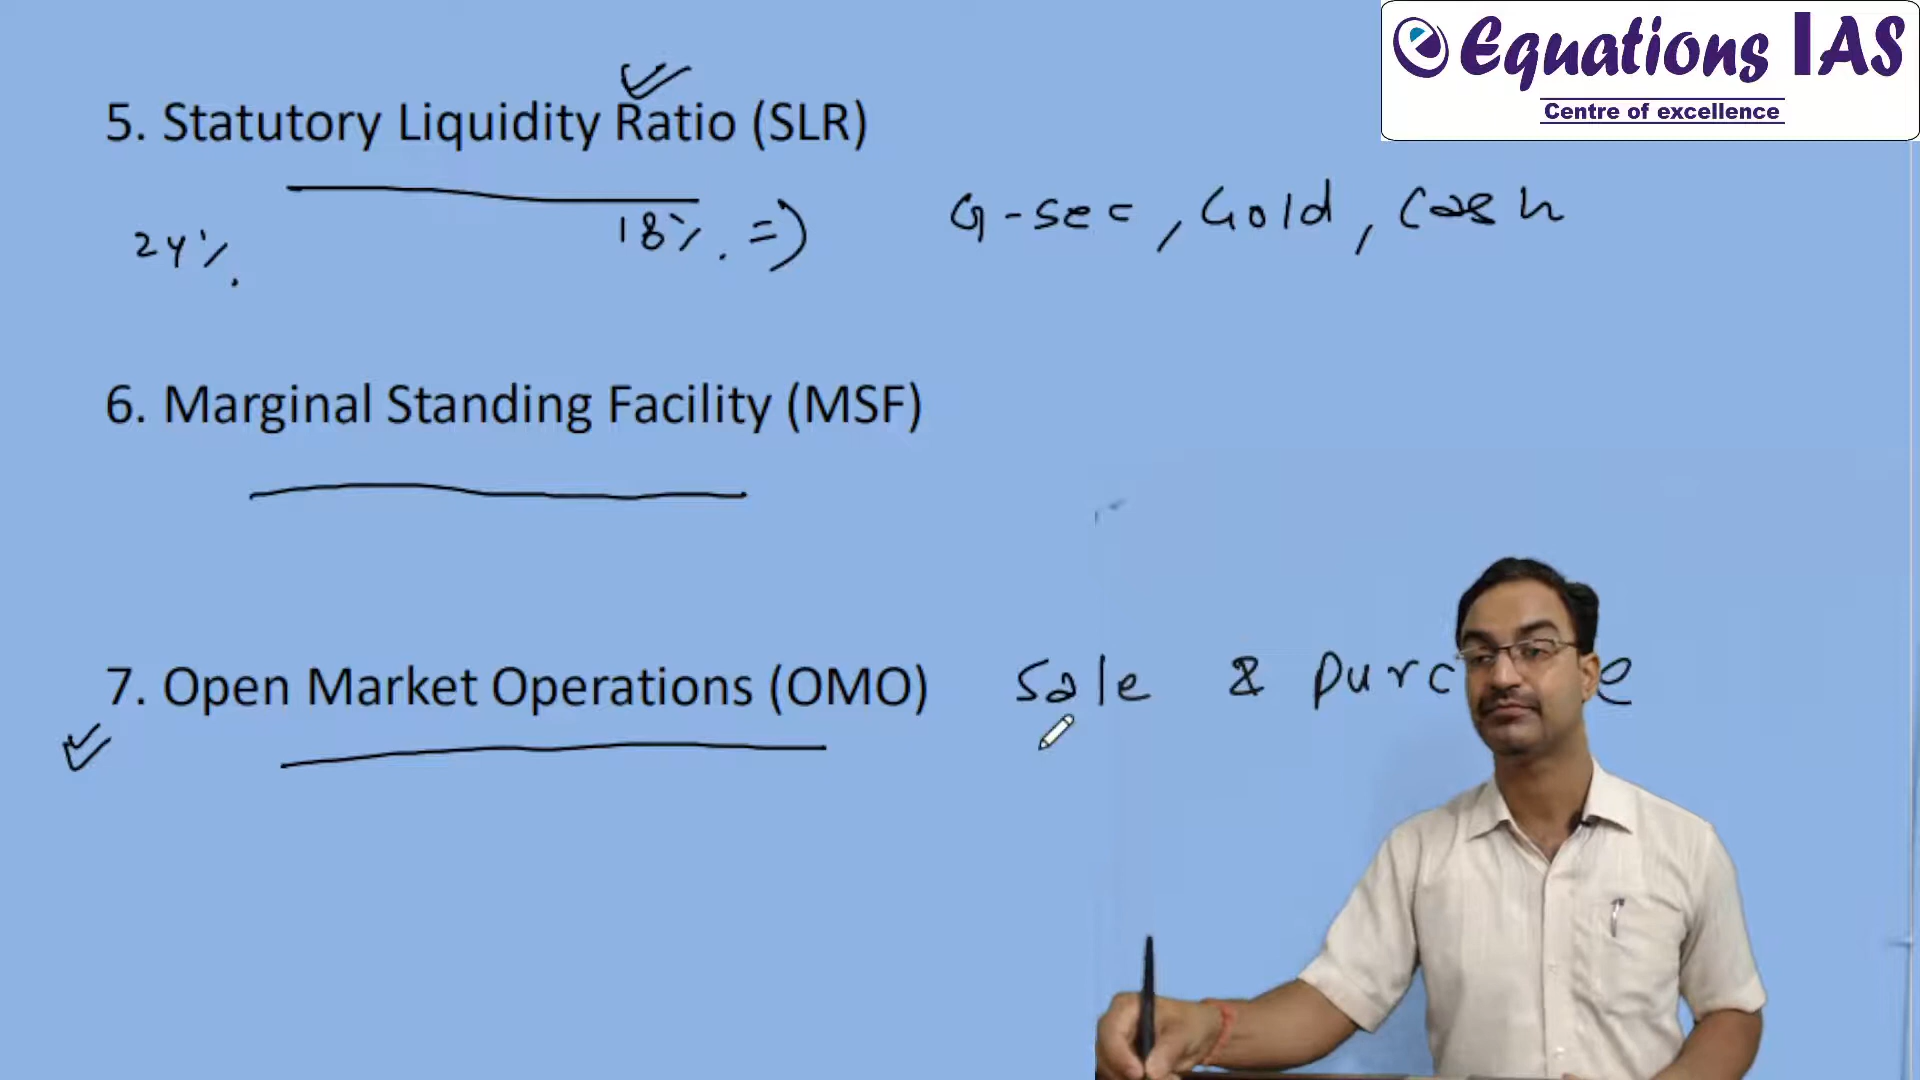 Equations IAS
Centre of excellence
5. Statutory Liquidity Ratio (SLR)
24%. 18%. =) G-sec, Gold, Cash
6. Marginal Standing Facility (MSF)
7. Open Market Operations (OMO) Sale &